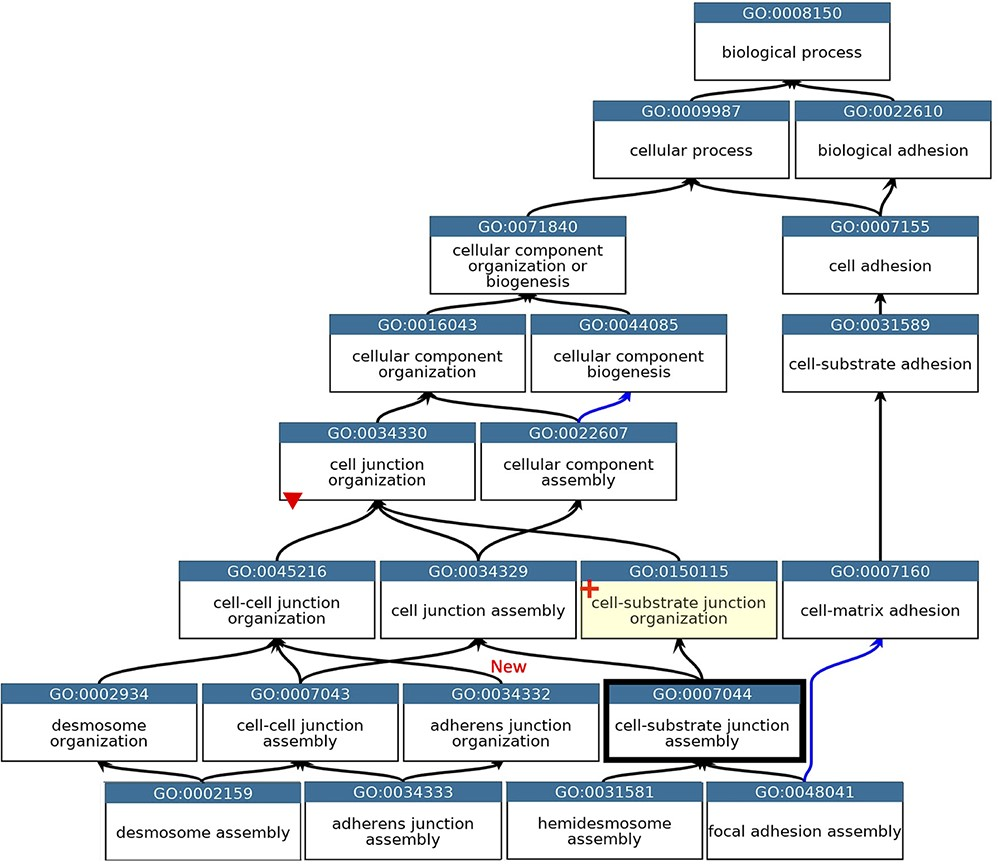 GO:0008150
biological process
GO:0009987
cellular process
GO:0022610
biological adhesion
GO:0071840
cellular component
organization or
biogenesis
GO:0007155
cell adhesion
GO:0016043
cellular component
organization
GO:0044085
cellular component
biogenesis
GO:0031589
cell-substrate adhesion
GO:0034330
cell junction
organization
GO:0022607
cellular component
assembly
GO:0045216
cell-cell junction
organization
GO:0034329
cell junction assembly
GO:0150115
cell-substrate junction
organization
GO:0007160
cell-matrix adhesion
New
GO:0002934
desmosome
organization
GO:0007043
cell-cell junction
assembly
GO:0034332
adherens junction
organization
GO:0007044
cell-substrate junction
assembly
GO:0002159
desmosome assembly
GO:0034333
adherens junction
assembly
GO:0031581
hemidesmosome
assembly
GO:0048041
focal adhesion assembly